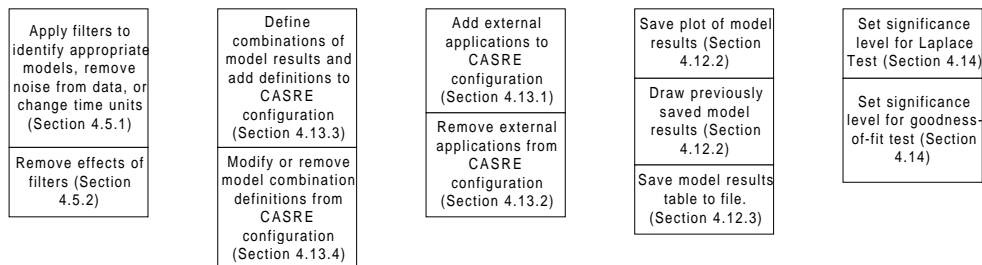 Apply filters to
identify appropriate
models, remove
noise from data, or
change time units
(Section 4.5.1)
Remove effects of
filters (Section
4.5.2)
Define
combinations of
model results and
add definitions to
CASRE
configuration
(Section 4.13.3)
Modify or remove
model combination
definitions from
CASRE
configuration
(Section 4.13.4)
Add external
applications to
CASRE
configuration
(Section 4.13.1)
Remove external
applications from
CASRE
configuration
(Section 4.13.2)
Save plot of model
results (Section
4.12.2)
Draw previously
saved model
results (Section
4.12.2)
Save model results
table to file.
(Section 4.12.3)
Set significance
level for Laplace
Test (Section 4.14)
Set significance
level for goodness-
of-fit test (Section
4.14)